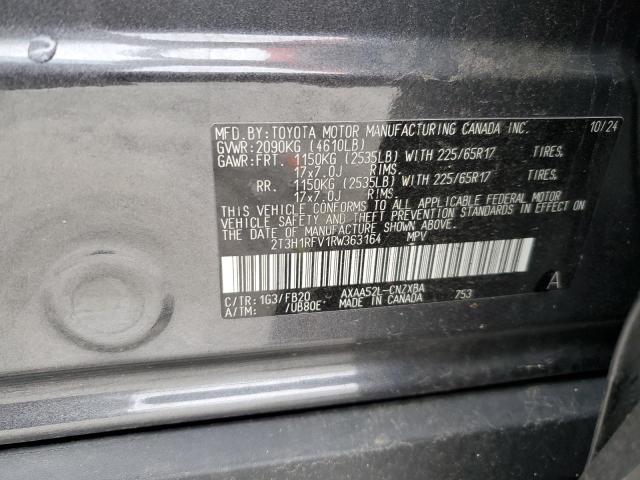 MFD.BY:TOYOTA MOTOR MANUFACTURING CANADA INC. 10/24
GVWR:2090KG (4610LB)
GAWR:FRT. 1150KG (2535LB) WITH 225/65R17 TIRES.
17x7.0J RIMS.
RR. 1150KG (2535LB) WITH 225/65R17 TIRES.
17x7.0J RIMS.
THIS VEHICLE CONFORMS TO ALL APPLICABLE FEDERAL MOTOR
VEHICLE SAFETY AND THEFT PREVENTION STANDARDS IN EFFECT ON
THE DATE OF MANUFACTURE SHOWN ABOVE.
2T3H1RFV1RW363164 MPV
C/TR:1G3/FB20 AXAA52L-CNZXBA 753 A
A/TM: /UB80E MADE IN CANADA